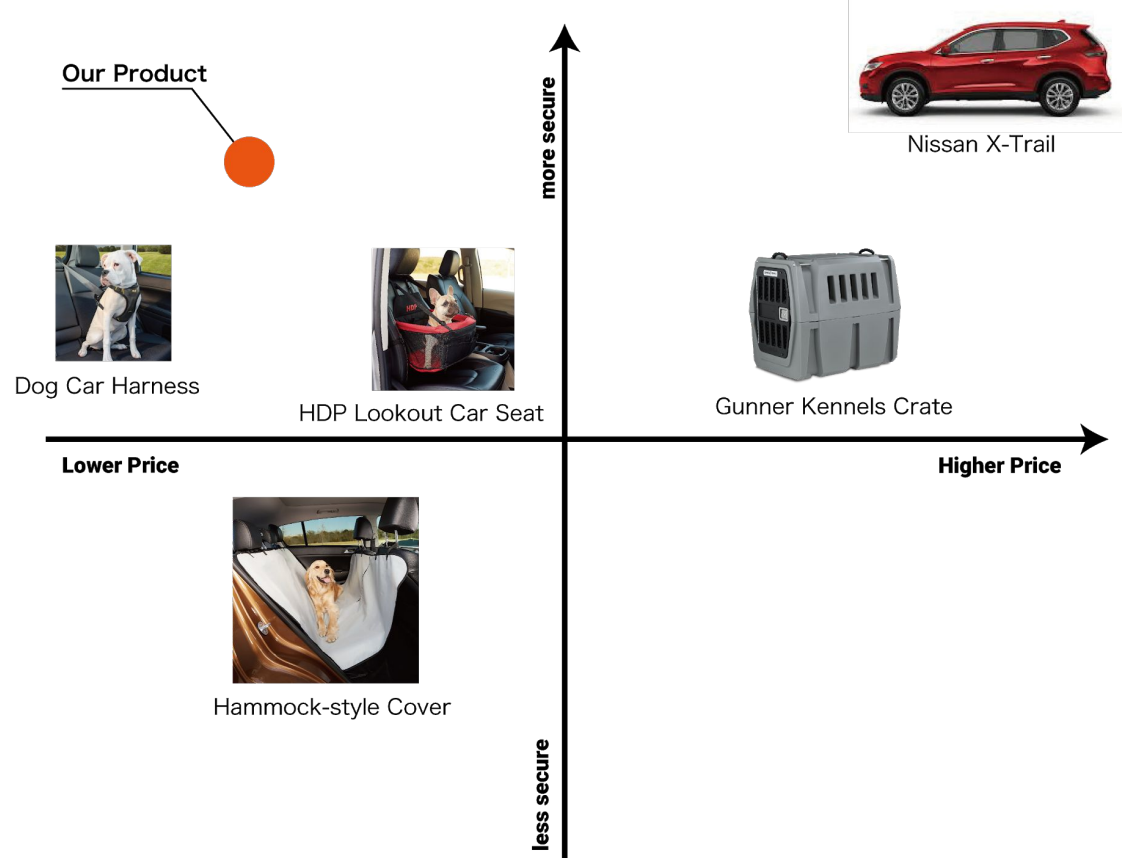 Our Product
more secure
Nissan X-Trail
HDP
Dog Car Harness
HDP Lookout Car Seat
Gunner Kennels Crate
Lower Price
Higher Price
Hammock-style Cover
less secure